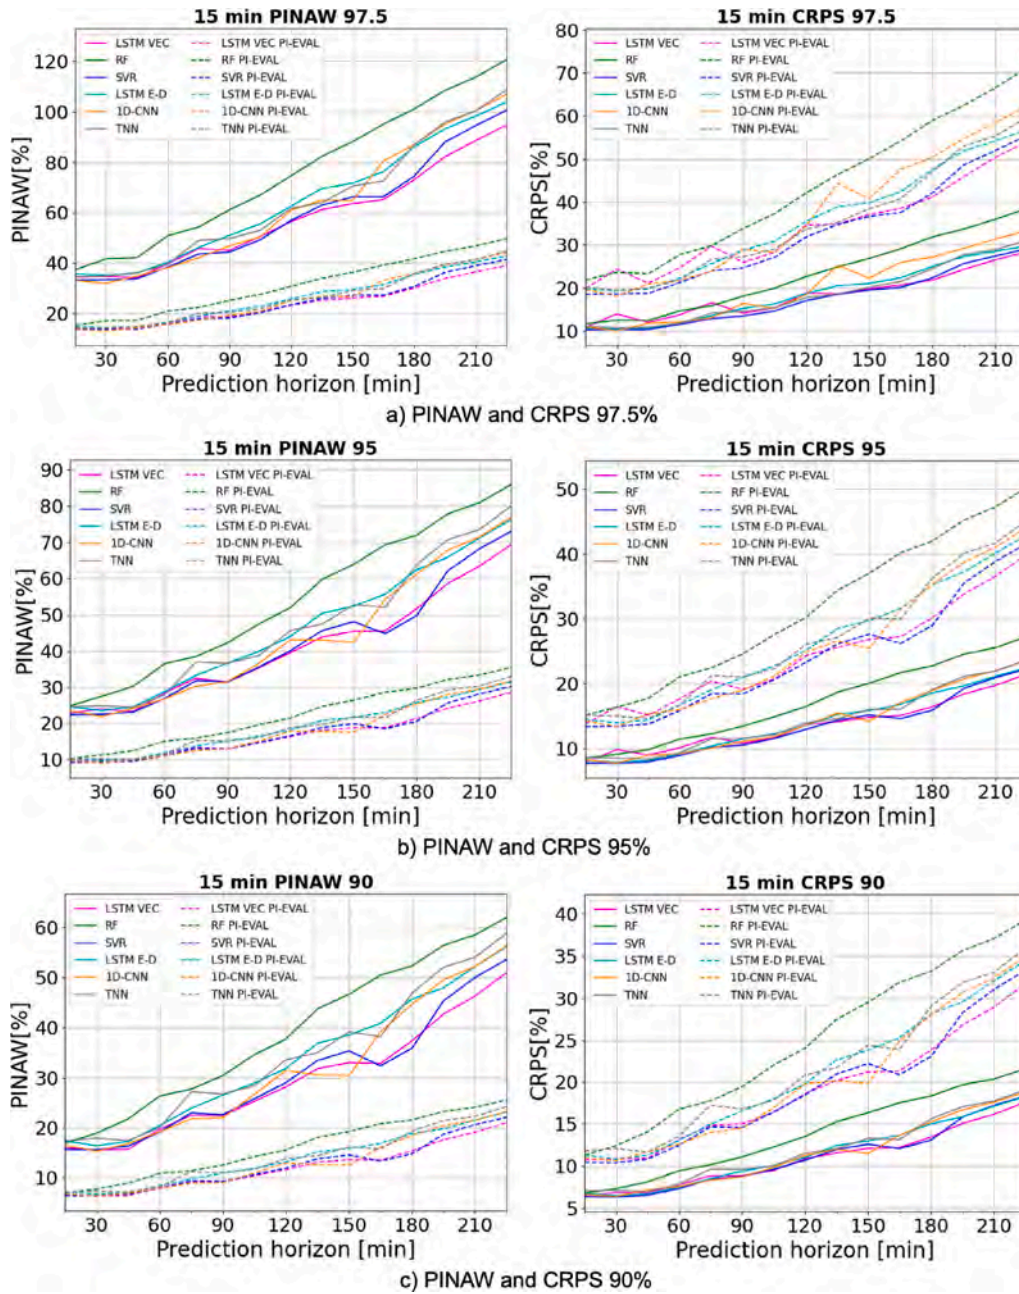 15 min PINAW 97.5
PINAW[%]
120
100
80
60
40
20
LSTM VEC
RF
SVR
LSTM E-D
1D-CNN
TNN
LSTM VEC PI-EVAL
RF PI-EVAL
SVR PI-EVAL
LSTM E-D PI-EVAL
1D-CNN PI-EVAL
TNN PI-EVAL
30 60 90 120 150 180 210
Prediction horizon [min]
15 min CRPS 97.5
CRPS[%]
80
70
60
50
40
30
20
10
LSTM VEC
RF
SVR
LSTM E-D
1D-CNN
TNN
LSTM VEC PI-EVAL
RF PI-EVAL
SVR PI-EVAL
LSTM E-D PI-EVAL
1D-CNN PI-EVAL
TNN PI-EVAL
30 60 90 120 150 180 210
Prediction horizon [min]
a) PINAW and CRPS 97.5%
15 min PINAW 95
PINAW[%]
90
80
70
60
50
40
30
20
10
LSTM VEC
RF
SVR
LSTM E-D
1D-CNN
TNN
LSTM VEC PI-EVAL
RF PI-EVAL
SVR PI-EVAL
LSTM E-D PI-EVAL
1D-CNN PI-EVAL
TNN PI-EVAL
30 60 90 120 150 180 210
Prediction horizon [min]
15 min CRPS 95
CRPS[%]
50
40
30
20
10
LSTM VEC
RF
SVR
LSTM E-D
1D-CNN
TNN
LSTM VEC PI-EVAL
RF PI-EVAL
SVR PI-EVAL
LSTM E-D PI-EVAL
1D-CNN PI-EVAL
TNN PI-EVAL
30 60 90 120 150 180 210
Prediction horizon [min]
b) PINAW and CRPS 95%
15 min PINAW 90
PINAW[%]
60
50
40
30
20
10
LSTM VEC
RF
SVR
LSTM E-D
1D-CNN
TNN
LSTM VEC PI-EVAL
RF PI-EVAL
SVR PI-EVAL
LSTM E-D PI-EVAL
1D-CNN PI-EVAL
TNN PI-EVAL
30 60 90 120 150 180 210
Prediction horizon [min]
15 min CRPS 90
CRPS[%]
40
35
30
25
20
15
10
5
LSTM VEC
RF
SVR
LSTM E-D
1D-CNN
TNN
LSTM VEC PI-EVAL
RF PI-EVAL
SVR PI-EVAL
LSTM E-D PI-EVAL
1D-CNN PI-EVAL
TNN PI-EVAL
30 60 90 120 150 180 210
Prediction horizon [min]
c) PINAW and CRPS 90%